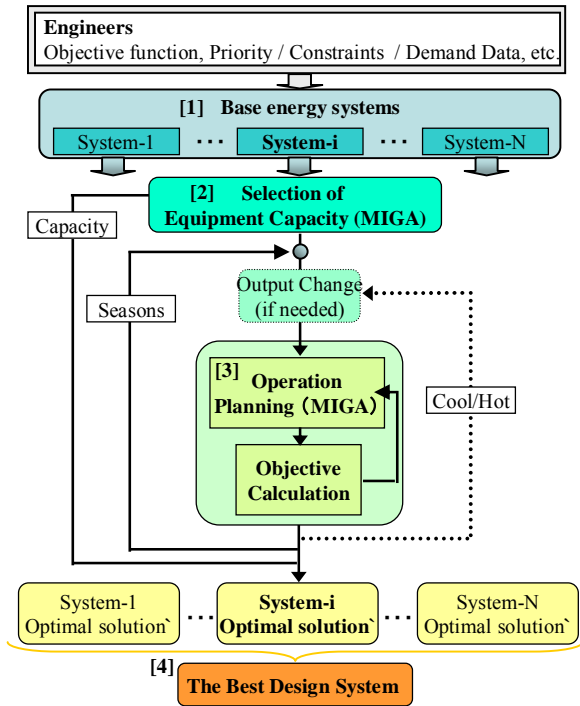 Engineers
Objective function, Priority / Constraints / Demand Data, etc.
[1] Base energy systems
System-1 ··· System-i ··· System-N
[2] Selection of
Equipment Capacity (MIGA)
Capacity
Output Change
(if needed)
Seasons
[3] Operation
Planning（MIGA）
Cool/Hot
Objective
Calculation
System-1
Optimal solution`
···
System-i
Optimal solution`
···
System-N
Optimal solution`
[4]
The Best Design System